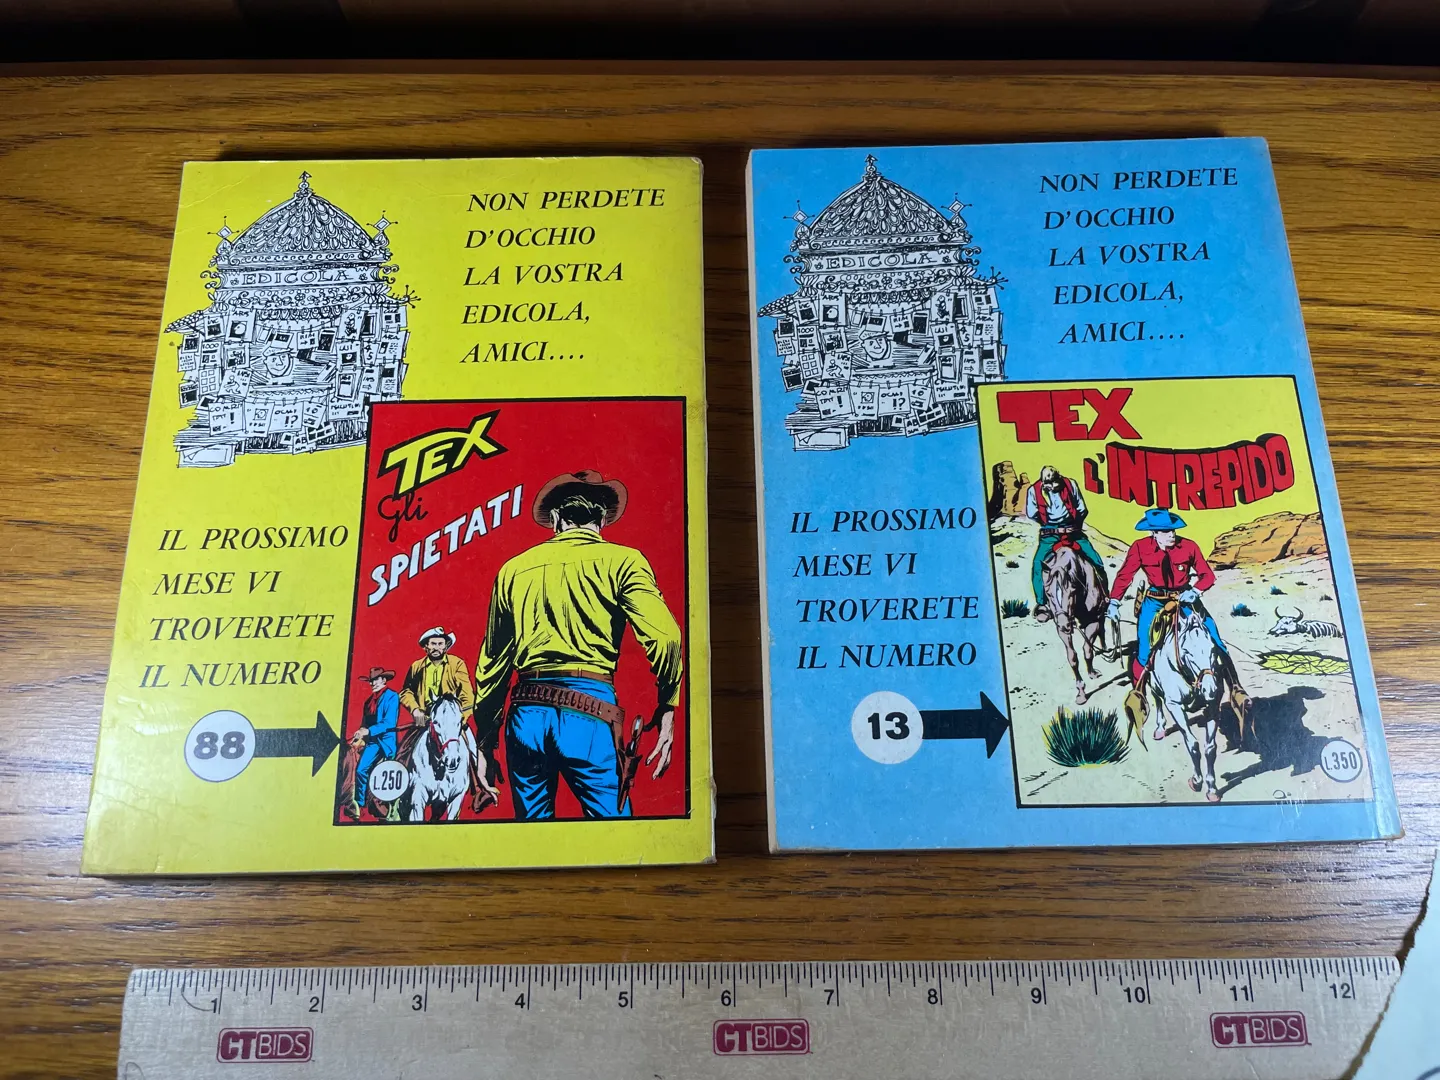 NON PERDETE
D'OCCHIO
LA VOSTRA
EDICOLA,
AMICI....
EDICOLA
TEX
Gli
SPIETATI
IL PROSSIMO
MESE VI
TROVERETE
IL NUMERO
88
L.250
NON PERDETE
D'OCCHIO
LA VOSTRA
EDICOLA,
AMICI....
EDICOLA
TEX
L'INTREPIDO
IL PROSSIMO
MESE VI
TROVERETE
IL NUMERO
13
L.350
1 2 3 4 5 6 7 8 9 10 11 12
CTBIDS CTBIDS CTBIDS